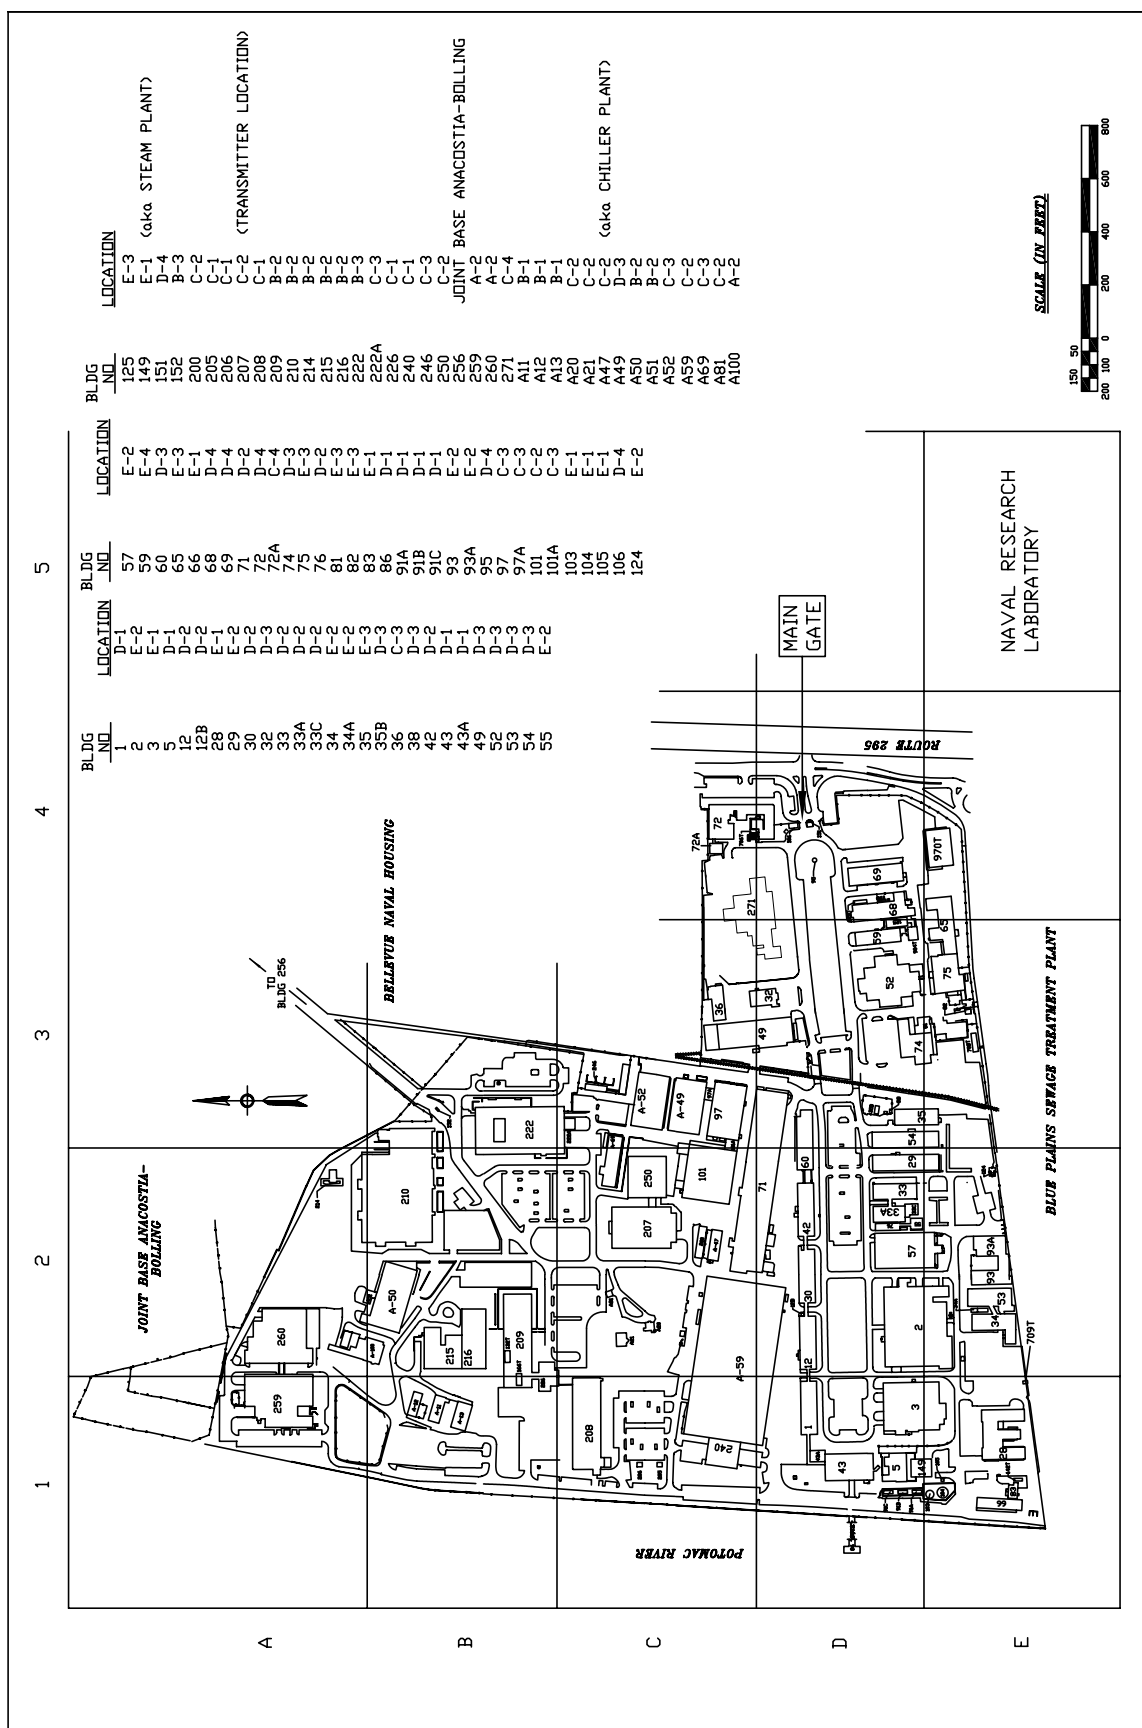 BLDG NO LOCATION
1 D-1
2 E-2
3 E-1
5 D-1
12 D-2
12B D-2
28 E-1
29 E-2
30 D-2
32 D-3
33 D-2
33A D-2
33C D-2
34 E-2
34A E-2
35 E-3
35B D-3
36 C-3
38 D-3
42 D-2
43 D-1
43A D-1
49 D-3
52 D-3
53 D-3
54 D-3
55 E-2
BLDG NO LOCATION
57 E-2
59 E-4
60 D-3
65 E-3
66 E-1
68 D-4
69 D-4
71 D-2
72 D-4
72A C-4
74 D-3
75 E-3
76 D-2
81 E-3
82 E-3
83 E-1
86 D-1
91A D-1
91B D-1
91C D-1
93 E-2
93A E-2
95 D-4
97 C-3
97A C-3
101 C-2
101A C-3
103 E-1
104 E-1
105 E-1
106 D-4
124 E-2
BLDG NO LOCATION
125 E-3
149 E-1 (aka STEAM PLANT)
151 D-4
152 B-3
200 C-2
205 C-1
206 C-1
207 C-2 (TRANSMITTER LOCATION)
208 C-1
209 B-2
210 B-2
214 B-2
215 B-2
216 B-2
222 B-3
222A C-3
226 C-1
240 C-1
246 C-3
250 C-2
256 JOINT BASE ANACOSTIA-BOLLING
259 A-2
260 A-2
271 C-4
A11 B-1
A12 B-1
A13 B-1
A20 C-2
A21 C-2
A47 C-2 (aka CHILLER PLANT)
A49 D-3
A50 B-2
A51 B-2
A52 C-3
A59 C-2
A69 C-3
A81 C-2
A100 A-2
1 2 3 4 5
A
B
C
D
E
JOINT BASE ANACOSTIA-
BOLLING
TO
BLDG 256
BELLEVUE NAVAL HOUSING
259
260
210
A-50
215
216
209
222
208
207
250
101
A-52
A-49
97
240
A-59
A-47
71
36
49
32
271
72A
72
43
1
12
30
42
60
5
149
3
2
57
33A
33
29
54
35
74
52
59
68
69
65
75
970T
66
83
28
34
53
93
93A
709T
E
MAIN
GATE
ROUTE 295
POTOMAC RIVER
BLUE PLAINS SEWAGE TREATMENT PLANT
NAVAL RESEARCH
LABORATORY
SCALE (IN FEET)
150 50
200 100 0 200 400 600 800